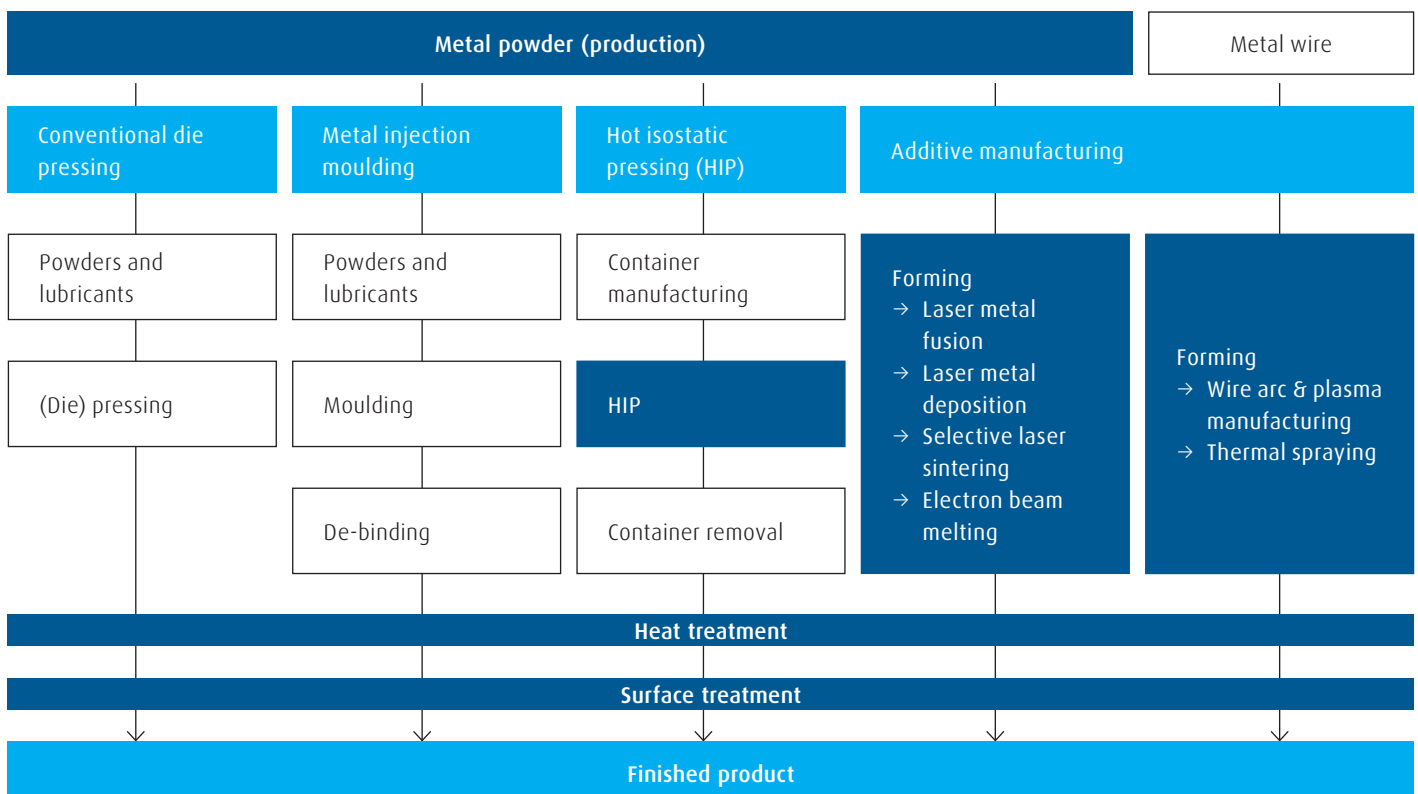 Metal powder (production)
Metal wire
Conventional die
pressing
Metal injection
moulding
Hot isostatic
pressing (HIP)
Additive manufacturing
Powders and
lubricants
(Die) pressing
Powders and
lubricants
Moulding
De-binding
Container
manufacturing
HIP
Container removal
Forming
→ Laser metal
fusion
→ Laser metal
deposition
→ Selective laser
sintering
→ Electron beam
melting
Forming
→ Wire arc & plasma
manufacturing
→ Thermal spraying
Heat treatment
Surface treatment
Finished product